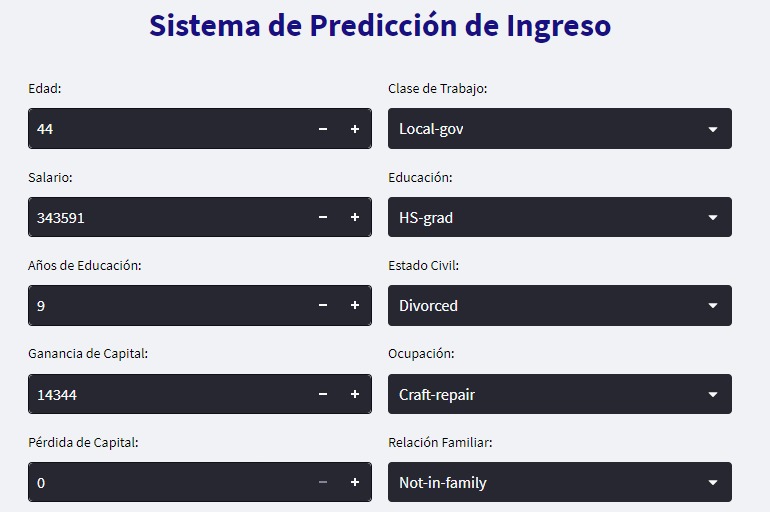 Sistema de Predicción de Ingreso
Edad:
44
Clase de Trabajo:
Local-gov
Salario:
343591
Educación:
HS-grad
Años de Educación:
9
Estado Civil:
Divorced
Ganancia de Capital:
14344
Ocupación:
Craft-repair
Pérdida de Capital:
0
Relación Familiar:
Not-in-family